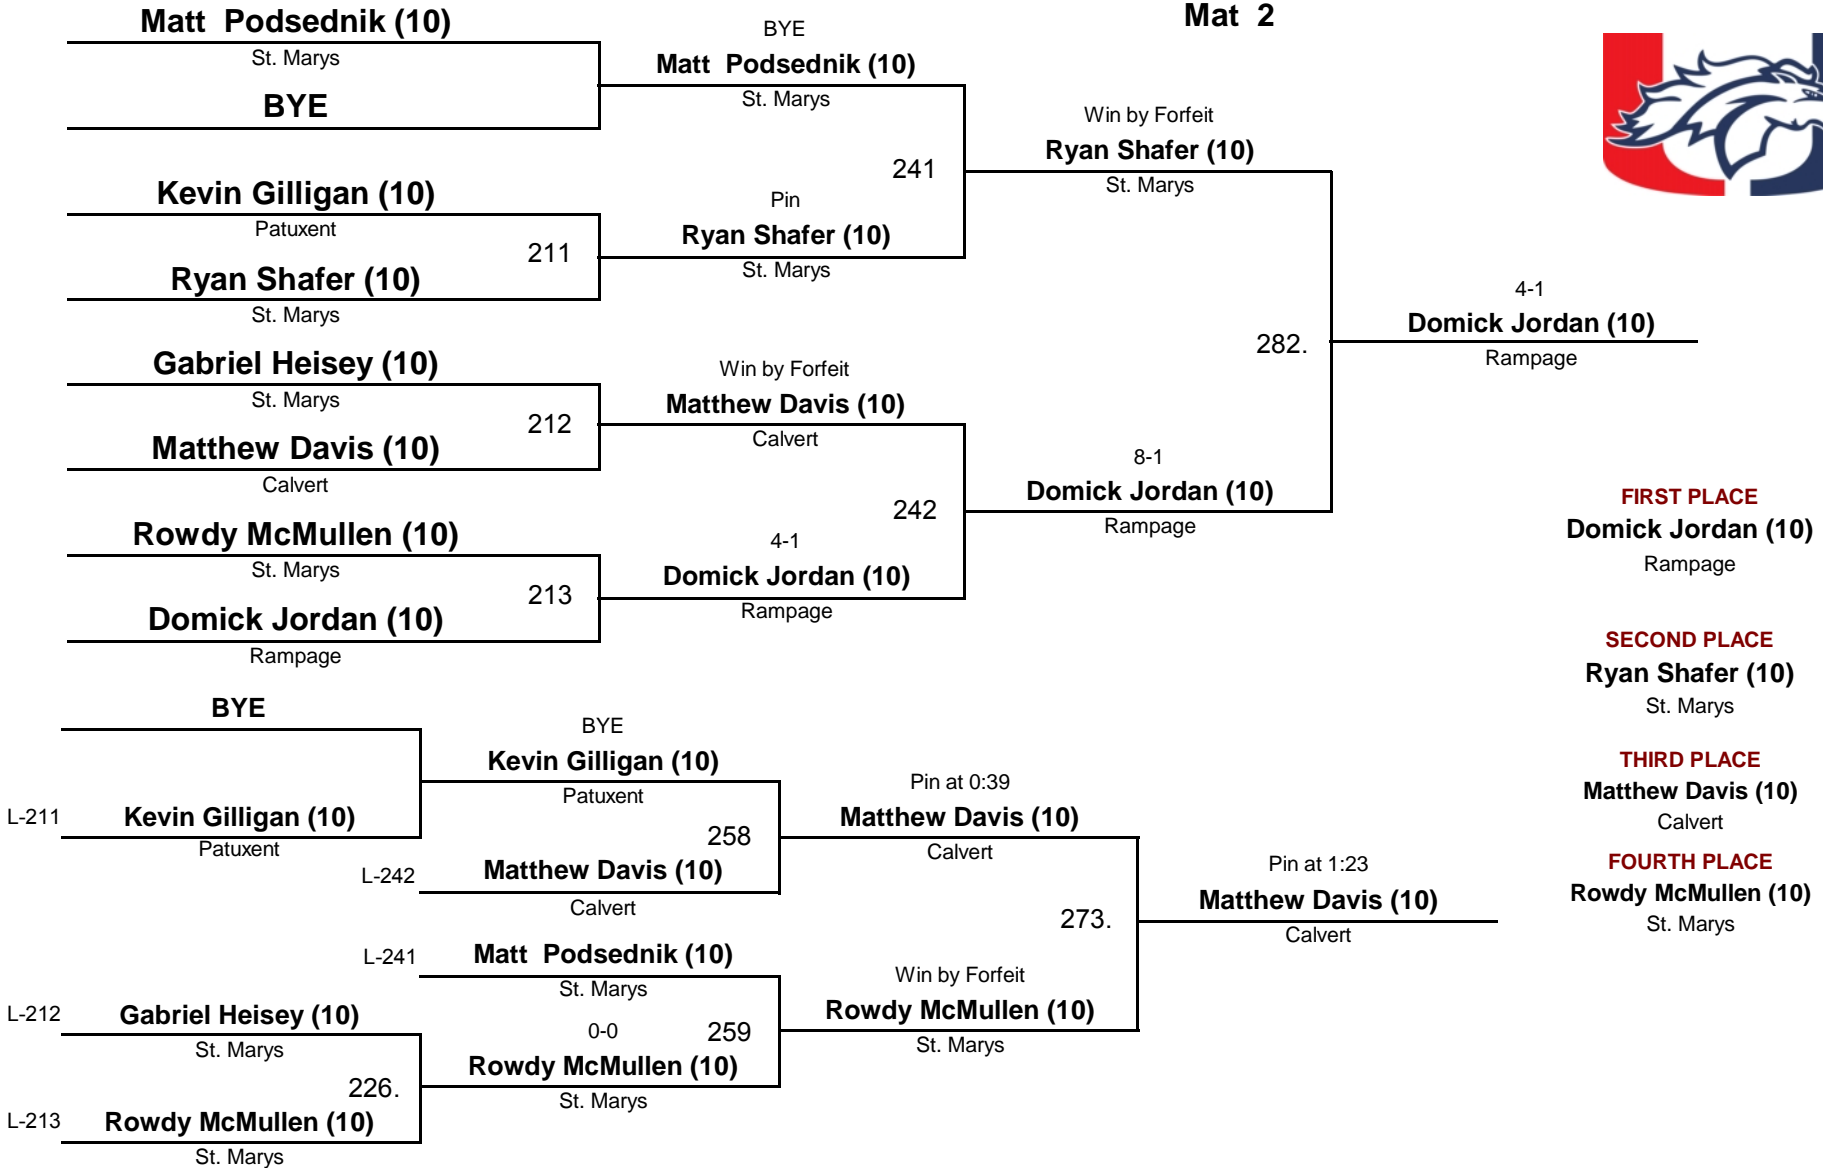 Matt  Podsednik (10)
St. Marys
BYE
Kevin Gilligan (10)
Patuxent
211
Ryan Shafer (10)
St. Marys
Gabriel Heisey (10)
St. Marys
212
Matthew Davis (10)
Calvert
Rowdy McMullen (10)
St. Marys
213
Domick Jordan (10)
Rampage
BYE
Matt  Podsednik (10)
St. Marys
241
Pin
Ryan Shafer (10)
St. Marys
Win by Forfeit
Matthew Davis (10)
Calvert
242
4-1
Domick Jordan (10)
Rampage
Mat  2
Win by Forfeit
Ryan Shafer (10)
St. Marys
282.
8-1
Domick Jordan (10)
Rampage
4-1
Domick Jordan (10)
Rampage
FIRST PLACE
Domick Jordan (10)
Rampage
SECOND PLACE
Ryan Shafer (10)
St. Marys
THIRD PLACE
Matthew Davis (10)
Calvert
FOURTH PLACE
Rowdy McMullen (10)
St. Marys
BYE
L-211
Kevin Gilligan (10)
Patuxent
L-212
Gabriel Heisey (10)
St. Marys
226.
L-213
Rowdy McMullen (10)
St. Marys
BYE
Kevin Gilligan (10)
Patuxent
258
L-242
Matthew Davis (10)
Calvert
L-241
Matt  Podsednik (10)
St. Marys
0-0
259
Rowdy McMullen (10)
St. Marys
Pin at 0:39
Matthew Davis (10)
Calvert
273.
Win by Forfeit
Rowdy McMullen (10)
St. Marys
Pin at 1:23
Matthew Davis (10)
Calvert